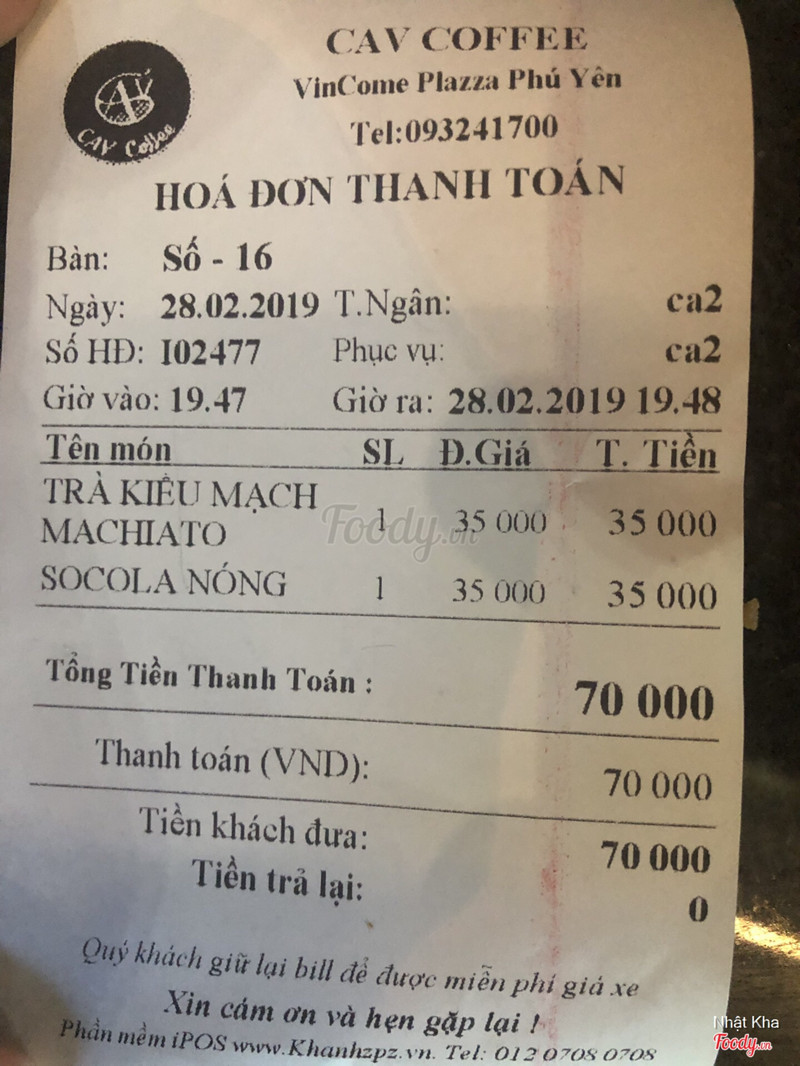 CAV COFFEE
VinCome Plazza Phú Yên
Tel:093241700
CAV Coffee
HOÁ ĐƠN THANH TOÁN
Bàn: Số - 16
Ngày: 28.02.2019 T.Ngân: ca2
Số HĐ: I02477 Phục vụ: ca2
Giờ vào: 19.47 Giờ ra: 28.02.2019 19.48
Tên món SL Đ.Giá T. Tiền
TRÀ KIỀU MẠCH
MACHIATO 1 35 000 35 000
Foody.vn
SOCOLA NÓNG 1 35 000 35 000
Tổng Tiền Thanh Toán : 70 000
Thanh toán (VND): 70 000
Tiền khách đưa: 70 000
Tiền trả lại: 0
Quý khách giữ lại bill để được miễn phí giá xe
Xin cám ơn và hẹn gặp lại !
Phần mềm iPOS www.Khanhzpz.vn. Tel: 012 0708 0708
Nhật Kha
Foody.vn